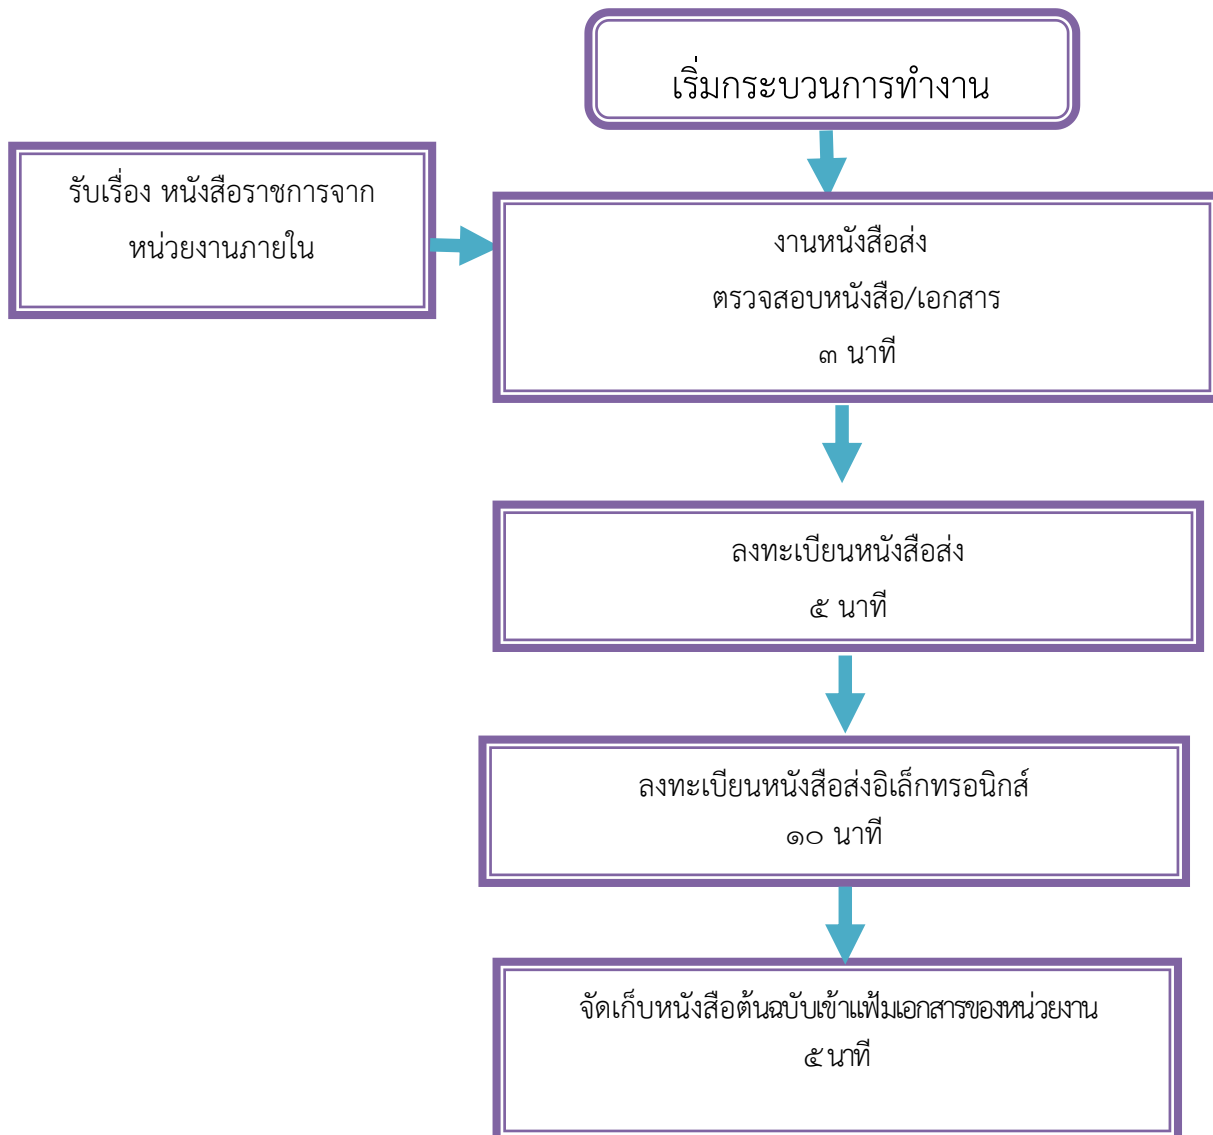 เริ่มกระบวนการทำงาน
รับเรื่อง หนังสือราชการจาก
หน่วยงานภายใน
งานหนังสือส่ง
ตรวจสอบหนังสือ/เอกสาร
๓ นาที
ลงทะเบียนหนังสือส่ง
๕ นาที
ลงทะเบียนหนังสือส่งอิเล็กทรอนิกส์
๑๐ นาที
จัดเก็บหนังสือต้นฉบับเข้าแฟ้มเอกสารของหน่วยงาน
๕ นาที